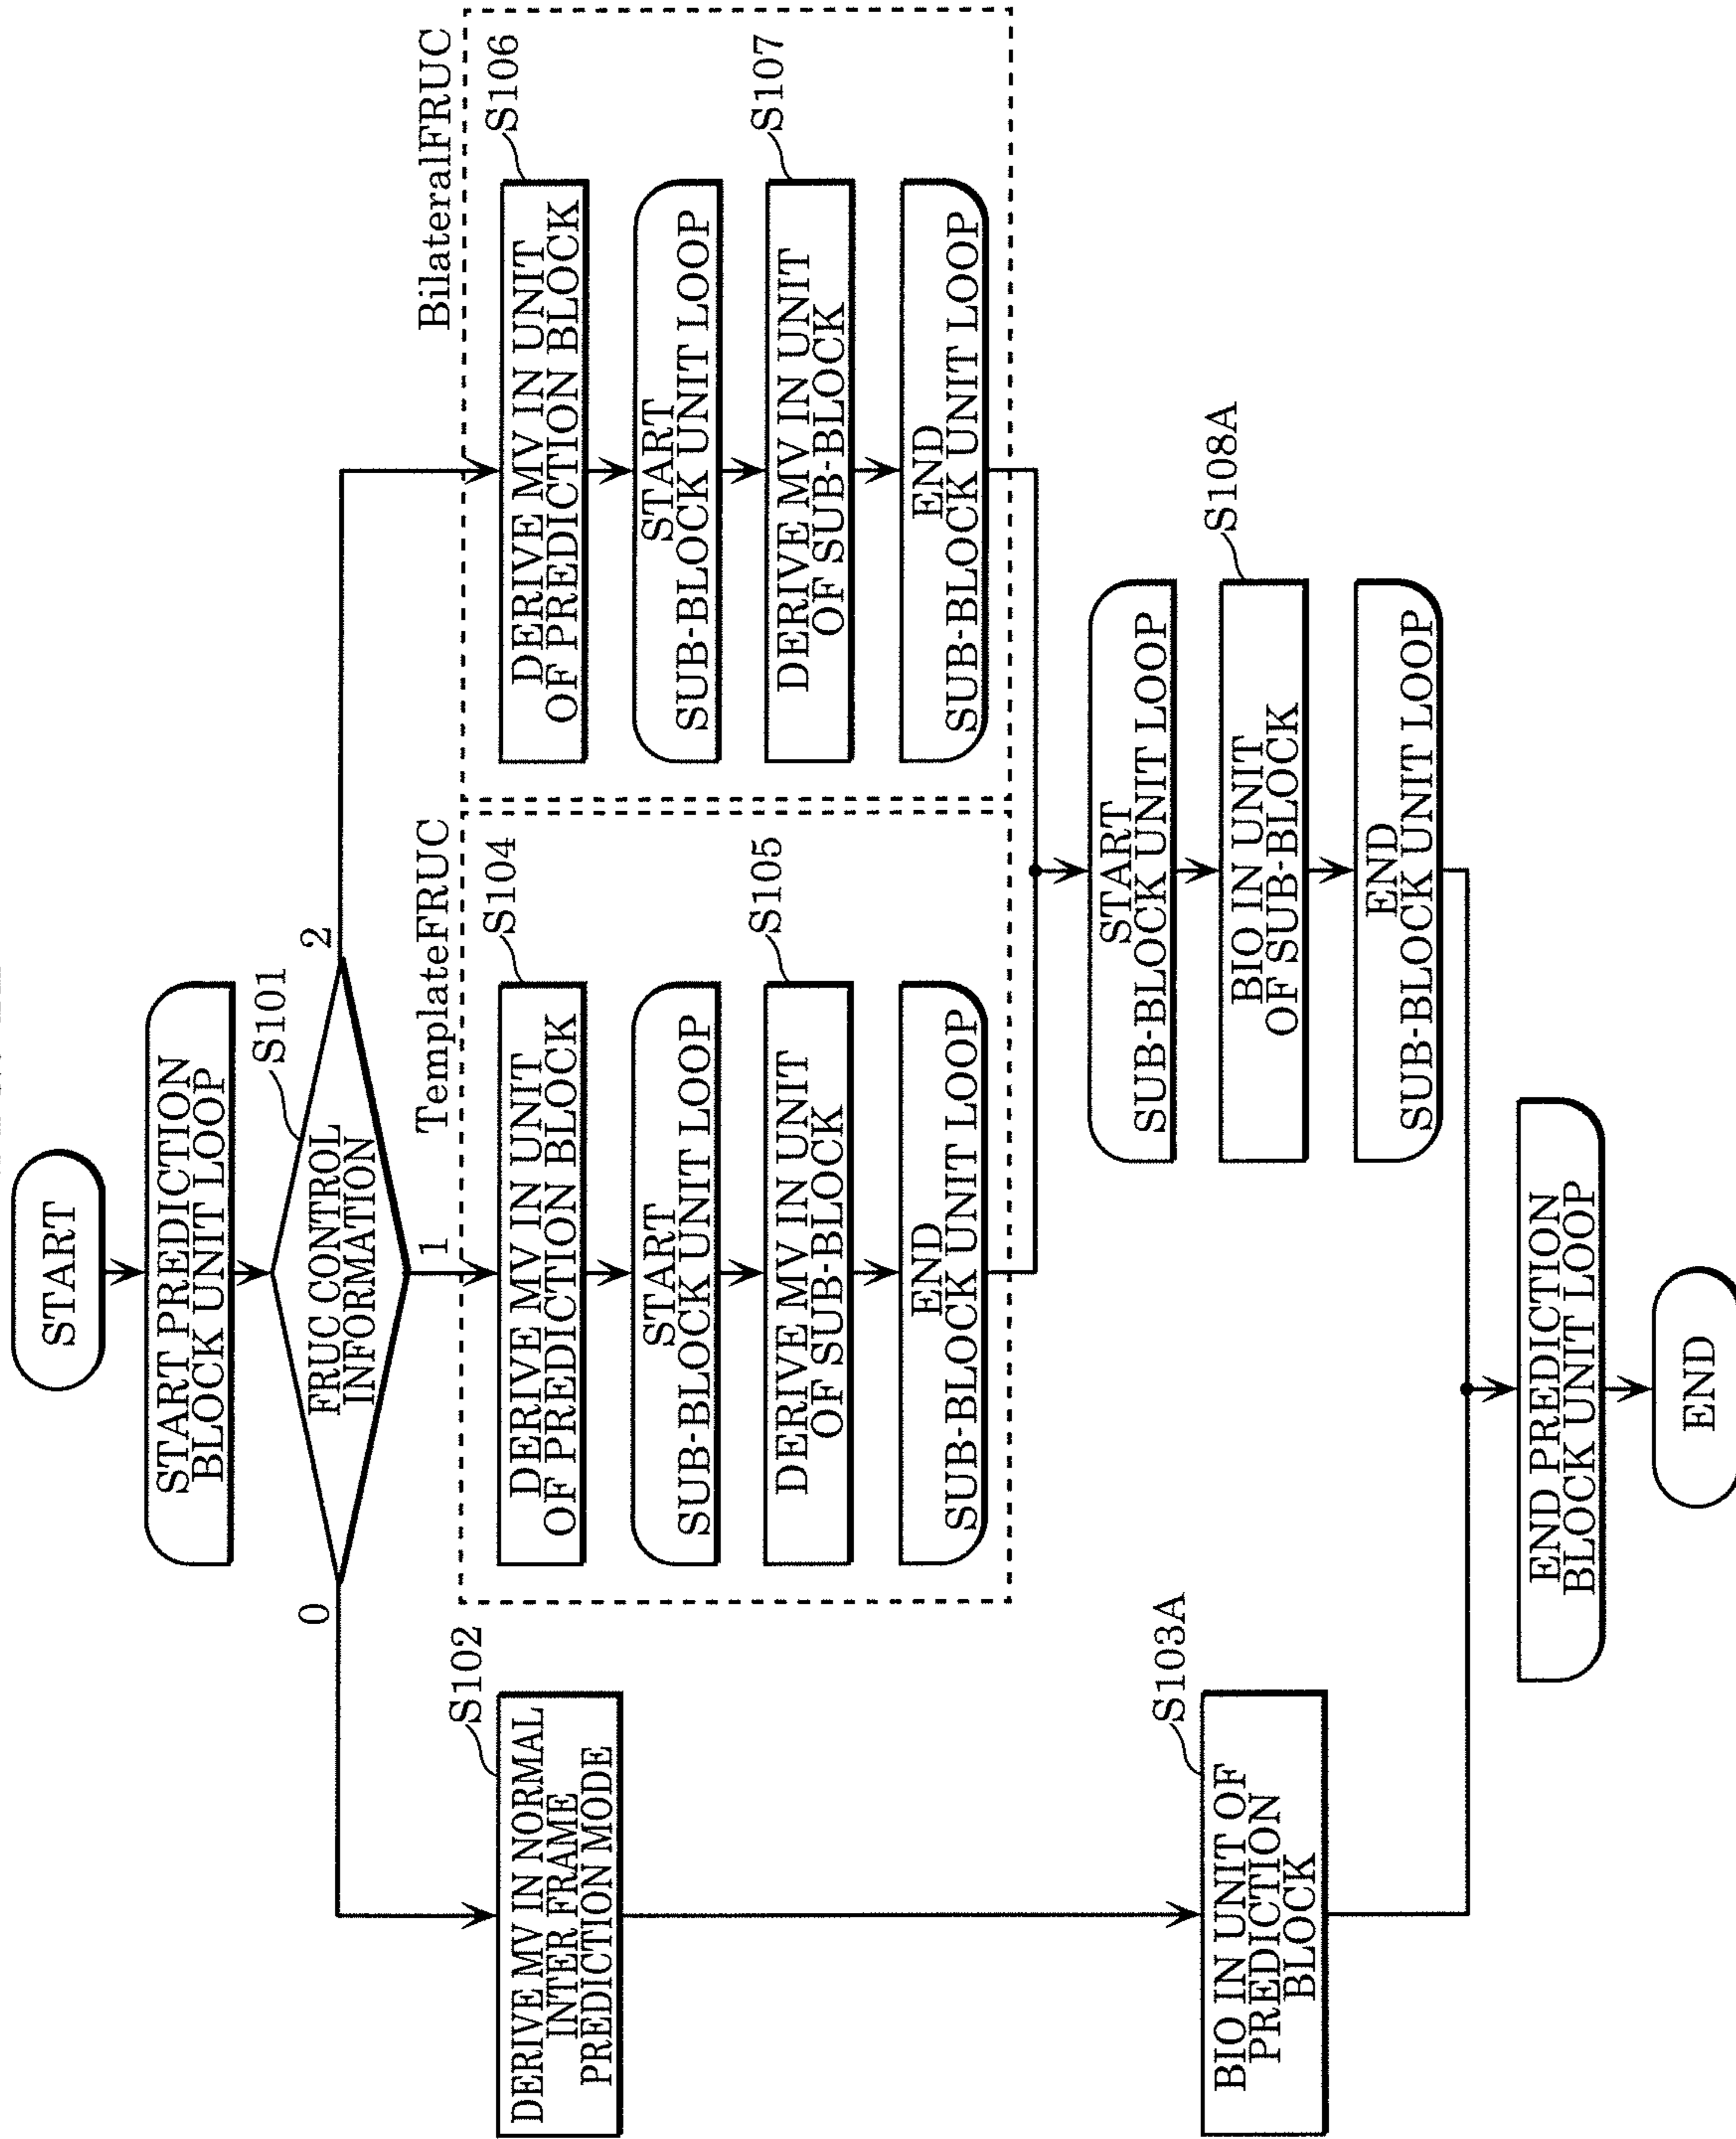 START
START PREDICTION
BLOCK UNIT LOOP
S101
FRUC CONTROL
INFORMATION
0
1
2
S102
DERIVE MV IN NORMAL
INTER FRAME
PREDICTION MODE
TemplateFRUC
S104
DERIVE MV IN UNIT
OF PREDICTION BLOCK
START
SUB-BLOCK UNIT LOOP
S105
DERIVE MV IN UNIT
OF SUB-BLOCK
END
SUB-BLOCK UNIT LOOP
BilateralFRUC
S106
DERIVE MV IN UNIT
OF PREDICTION BLOCK
START
SUB-BLOCK UNIT LOOP
S107
DERIVE MV IN UNIT
OF SUB-BLOCK
END
SUB-BLOCK UNIT LOOP
S103A
BIO IN UNIT OF
PREDICTION
BLOCK
START
SUB-BLOCK UNIT LOOP
S108A
BIO IN UNIT
OF SUB-BLOCK
END
SUB-BLOCK UNIT LOOP
END PREDICTION
BLOCK UNIT LOOP
END